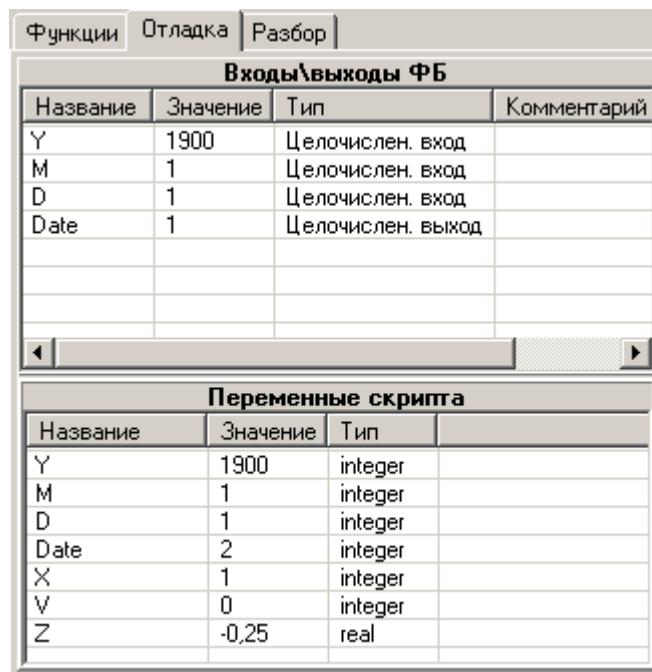 Функции Отладка Разбор
Входы\выходы ФБ
Название Значение Тип Комментарий
Y 1900 Целочислен. вход
M 1 Целочислен. вход
D 1 Целочислен. вход
Date 1 Целочислен. выход
Переменные скрипта
Название Значение Тип
Y 1900 integer
M 1 integer
D 1 integer
Date 2 integer
X 1 integer
V 0 integer
Z -0,25 real